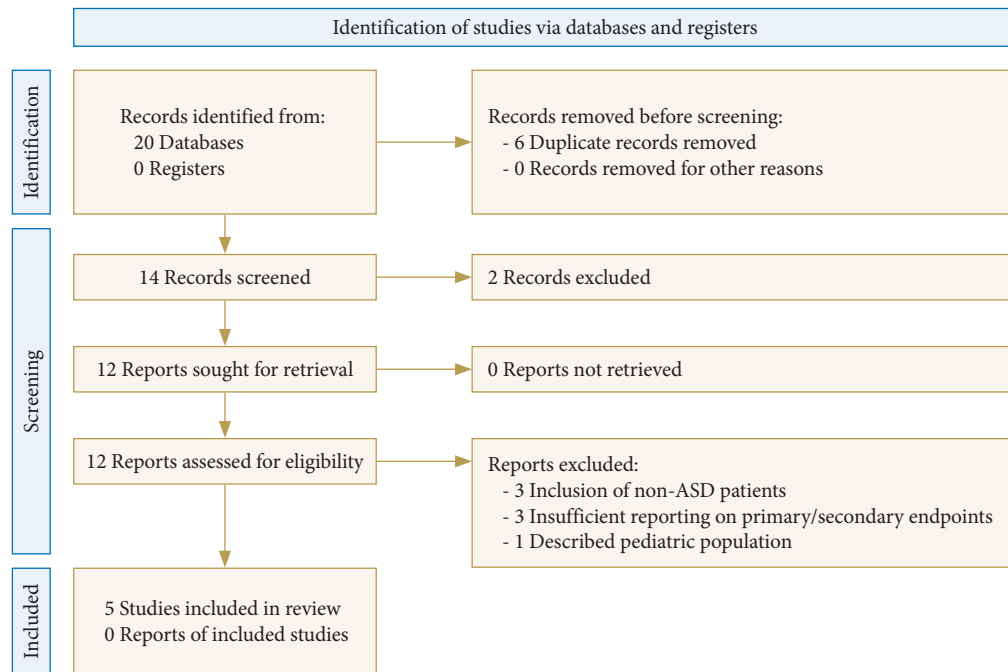 Identification of studies via databases and registers
Identification
Records identified from:
20 Databases
0 Registers
Records removed before screening:
- 6 Duplicate records removed
- 0 Records removed for other reasons
Screening
14 Records screened
2 Records excluded
12 Reports sought for retrieval
0 Reports not retrieved
12 Reports assessed for eligibility
Reports excluded:
- 3 Inclusion of non-ASD patients
- 3 Insufficient reporting on primary/secondary endpoints
- 1 Described pediatric population
Included
5 Studies included in review
0 Reports of included studies